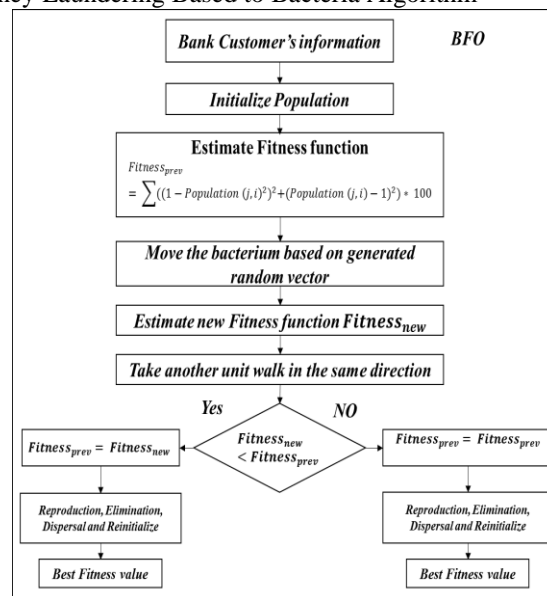 ney Laundering Based to Bacteria Algorithm
Bank Customer's information
BFO
Initialize Population
Estimate Fitness function
Fitness_prev
= ∑((1 − Population (j,i)²)²+(Population (j,i) − 1)²) * 100
Move the bacterium based on generated
random vector
Estimate new Fitness function Fitness_new
Take another unit walk in the same direction
Yes
NO
Fitness_new
< Fitness_prev
Fitness_prev = Fitness_new
Fitness_prev = Fitness_prev
Reproduction, Elimination,
Dispersal and Reinitialize
Reproduction, Elimination,
Dispersal and Reinitialize
Best Fitness value
Best Fitness value